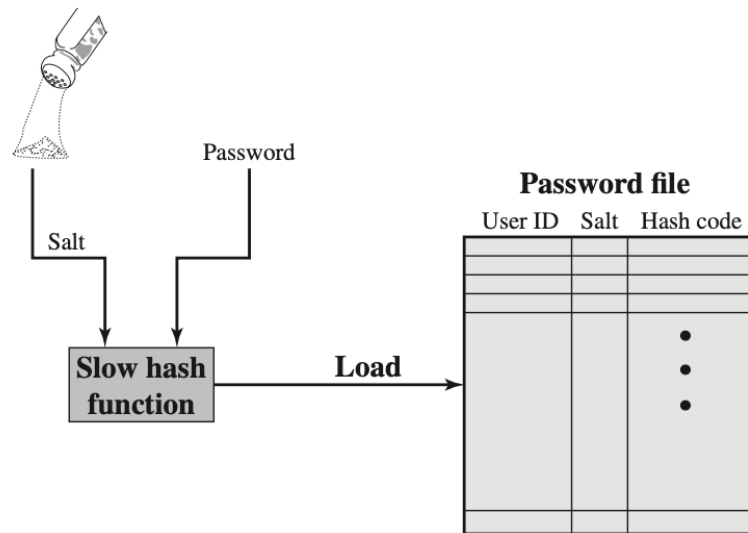 Password
Salt
Password file
User ID Salt Hash code
Slow hash
function
Load